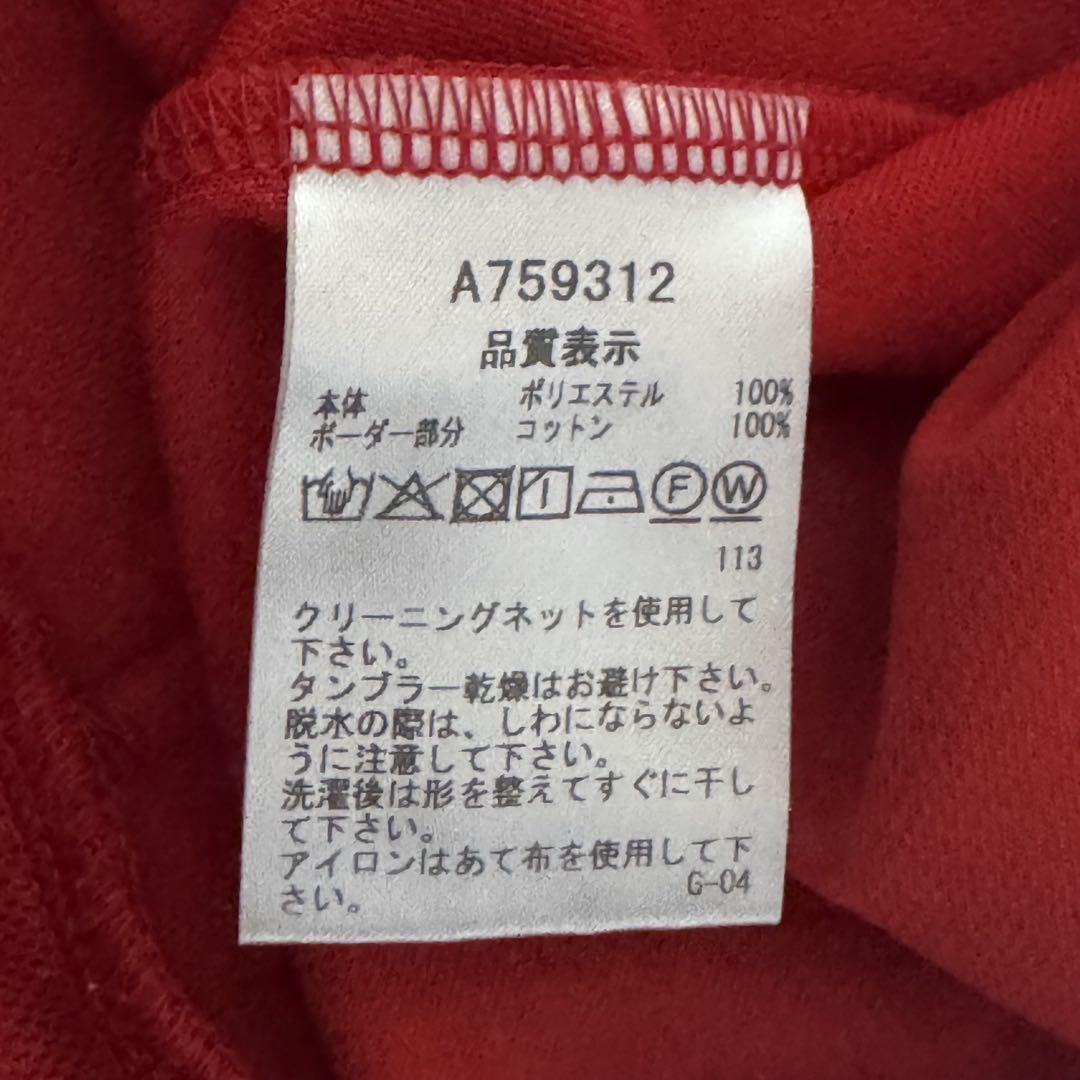 A759312
品質表示
本体 ポリエステル 100%
ボーダー部分 コットン 100%
F W
113
クリーニングネットを使用して
下さい。
タンブラー乾燥はお避け下さい。
脱水の際は、しわにならないよ
うに注意して下さい。
洗濯後は形を整えてすぐに干し
て下さい。
アイロンはあて布を使用して下
さい。
G-04